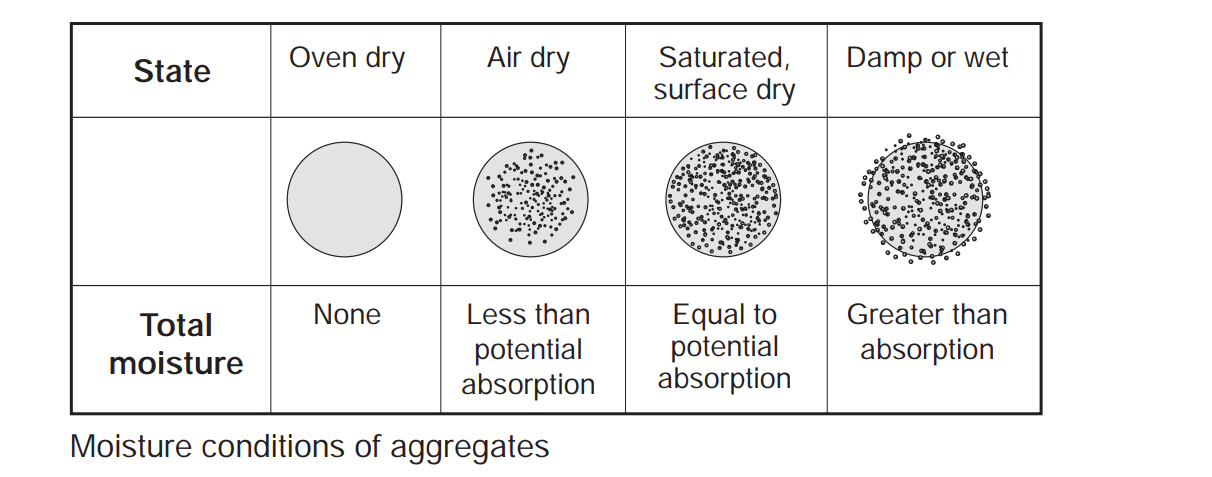 State
Oven dry
Air dry
Saturated,
surface dry
Damp or wet
Total
moisture
None
Less than
potential
absorption
Equal to
potential
absorption
Greater than
absorption
Moisture conditions of aggregates